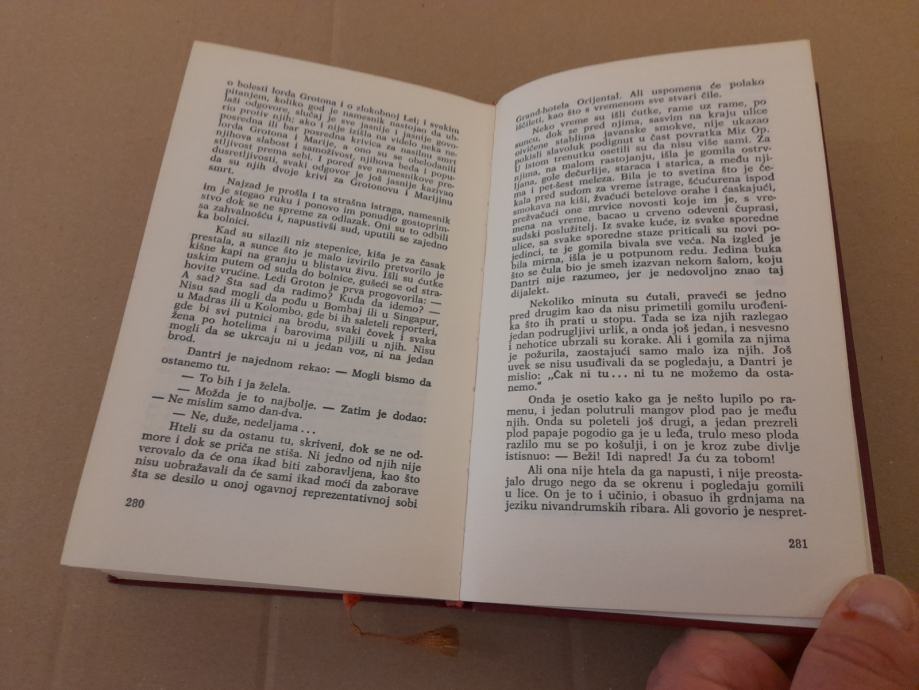 o bolesti lorda Grotona i o zlokobnoj Lelj i svakim
pitanjem, koliko god je namesnik nastojao da ub-
laži odgovore, slučaj je sve jasnije i jasnije govo-
rio protiv njih; ako i nije izišla na videlo neka ne-
posredna ili bar posredna krivica za nasilnu smrt
lorda Grotona i Marije, a ono su se obelodanili
njihova slabost i sumnjivost, njihova beda i popu-
stljivost prema sebi. I pored sve namesnikove pre-
dusretljivosti, svaki odgovor je još jasnije kazivao
da su njih dvoje krivi za Grotonovu i Marijinu
smrt.
Najzad je prošla i ta strašna istraga, namesnik
im je stegao ruku i ponovo im ponudio gostoprim-
stvo dok se ne spreme za odlazak. Oni su to odbili
sa zahvalnošću i, napustivši sud, uputili se zajedno
ka bolnici.
Kad su silazili niz stepenice, kiša je za časak
prestala, a sunce što je malo izvirilo pretvorilo je
kišne kapi na granju u blistavu živu. Išli su ćutke
uskim putem od suda do bolnice, gušeći se od stra-
hovite vrućine. Ledi Groton je prva progovorila: —
A sad? Šta sad da radimo? Kuda da idemo? —
Nisu sad mogli da pođu u Bombaj ili u Singapur,
u Madras ili u Kolombo, gde bi ih saleteli reporteri,
gde bi svi putnici na brodu, svaki čovek i svaka
žena po hotelima i barovima piljili u njih. Nisu
mogli da se ukrcaju ni u jedan voz, ni na jedan
brod.
Dantri je najednom rekao: — Mogli bismo da
ostanemo tu.
— To bih i ja želela.
— Možda je to najbolje. — Zatim je dodao:
— Ne mislim samo dan-dva.
— Ne, duže, nedeljama ...
Hteli su da ostanu tu, skriveni, dok se ne od-
more i dok se priča ne stiša. Ni jedno od njih nije
verovalo da će ona ikad biti zaboravljena, kao što
nisu uobražavali da će sami ikad moći da zaborave
šta se desilo u onoj ogavnoj reprezentativnoj sobi
280
Grand-hotela Orijental. Ali uspomena će polako
iščileti, kao što s vremenom sve stvari čile.
Neko vreme su išli ćutke, rame uz rame, po
suncu, dok se pred njima, sasvim na kraju ulice
oivičene stablima javanske smokve, nije ukazao
pokisli slavoluk podignut u čast povratka Miz Op.
U istom trenutku osetili su da nisu više sami. Za
njima, na malom rastojanju, išla je gomila ostrv-
ljana, gole dečurlije, staraca i starica, a među nji-
ma i pet-šest meleza. Bila je to svetina što je če-
kala pred sudom za vreme istrage, šćućurena ispod
smokava na kiši, žvaćući betelove orahe i ćaskajući,
prežvaćući one mrvice novosti koje im je, s vre-
mena na vreme, bacao u crveno odeveni čuprasi,
sudski poslužitelj. Iz svake kuće, iz svake sporedne
ulice, sa svake sporedne staze priticali su novi po-
jedinci, te je gomila bivala sve veća. Na izgled je
bila mirna, išla je u potpunom redu. Jedina buka
što se čula bio je smeh izazvan nekom šalom, koju
Dantri nije razumeo, jer je nedovoljno znao taj
dijalekt.
Nekoliko minuta su ćutali, praveći se jedno
pred drugim kao da nisu primetili gomilu urođeni-
ka što ih prati u stopu. Tada se iza njih razlegao
jedan podrugljivi urlik, a onda još jedan, i nesvesno
i nehotice ubrzali su korake. Ali i gomila za njima
je požurila, zaostajući samo malo iza njih. Još
uvek se nisu usuđivali da se pogledaju, a Dantri je
mislio: „Čak ni tu ... ni tu ne možemo da osta-
nemo.“
Onda je osetio kako ga je nešto lupilo po ra-
menu, i jedan polutruli mangov plod pao je među
njih. Onda su poleteli još drugi, a jedan prezreli
plod papaje pogodio ga je u leđa, trulo meso ploda
razlilo mu se po košulji, i on je kroz zube divlje
istisnuo: — Beži! Idi napred! Ja ću za tobom!
Ali ona nije htela da ga napusti, i nije preosta-
jalo drugo nego da se okrenu i pogledaju gomili
u lice. On je to i učinio, i obasuo ih grdnjama na
jeziku nivandrumskih ribara. Ali govorio je nespret-
281